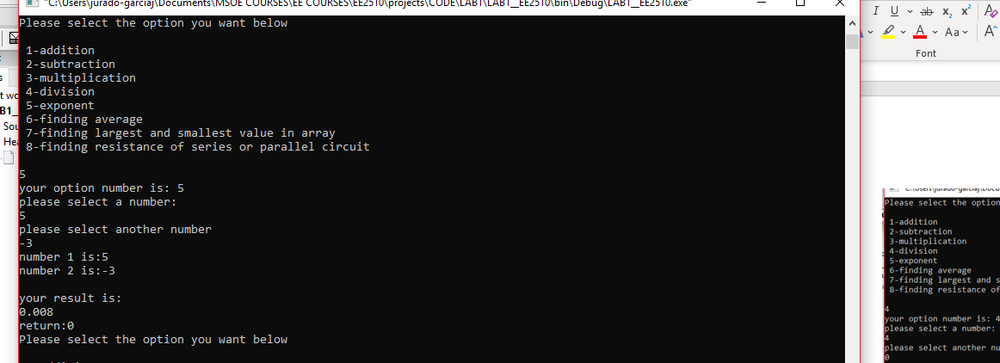 "C:\Users\jurado-garciaj\Documents\MSOE COURSES\EE COURSES\EE2510\projects\CODE\LAB1\LAB1__EE2510\bin\Debug\LAB1__EE2510.exe"
Please select the option you want below
1-addition
2-subtraction
3-multiplication
4-division
5-exponent
6-finding average
7-finding largest and smallest value in array
8-finding resistance of series or parallel circuit
5
your option number is: 5
please select a number:
5
please select another number
-3
number 1 is:5
number 2 is:-3
your result is:
0.008
return:0
Please select the option you want below
I U ab x₂ x² A
A Aa A^
Font
B1_
Sou
Hea
Please select the option
1-addition
2-subtraction
3-multiplication
4-division
5-exponent
6-finding average
7-finding largest and s
8-finding resistance of
4
your option number is: 4
please select a number:
4
please select another nu
0